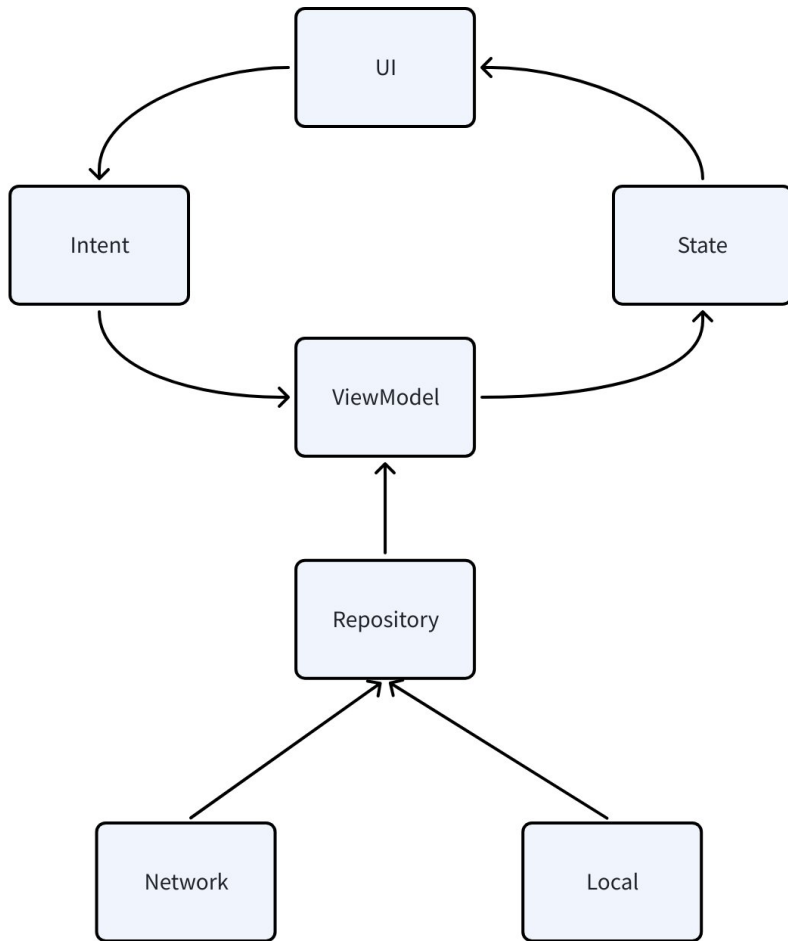 UI
Intent
State
ViewModel
Repository
Network
Local